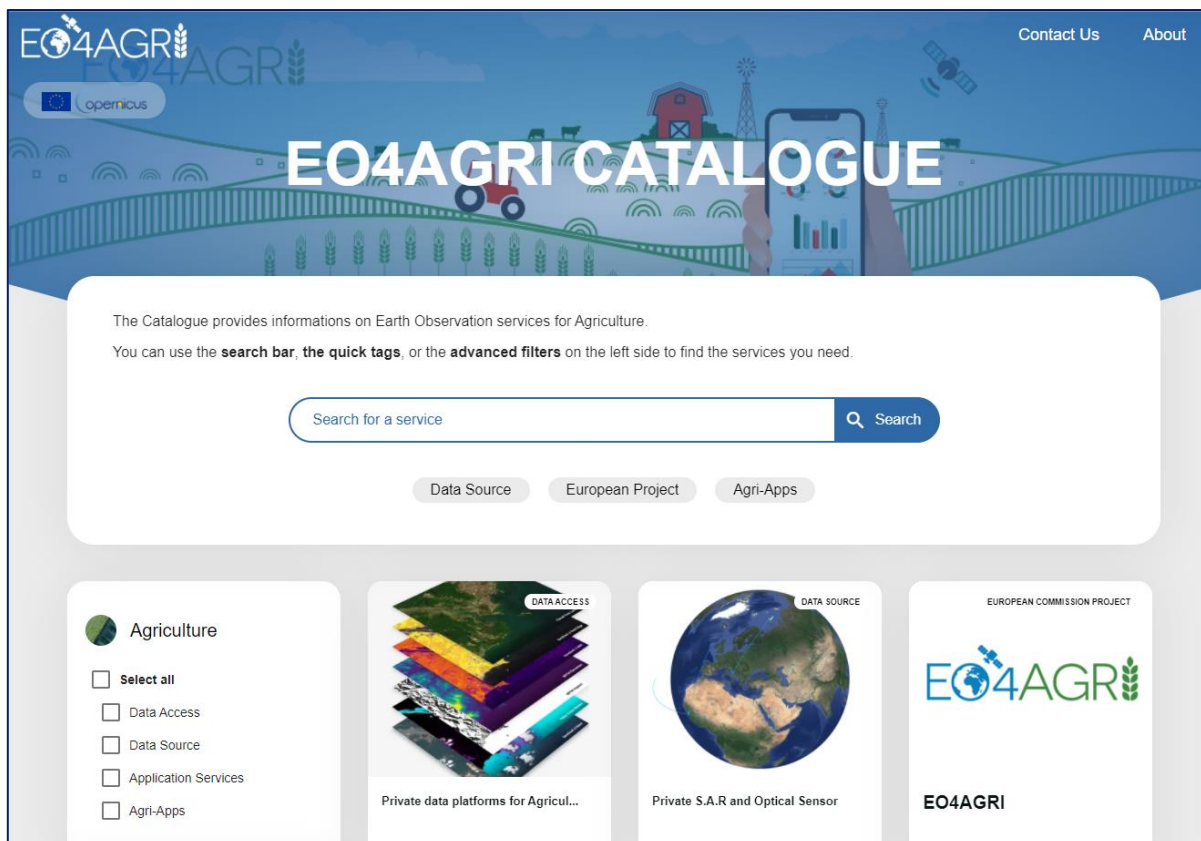 EO4AGRI
Contact Us
About
EO4AGRI
opernicus
EO4AGRI CATALOGUE
The Catalogue provides informations on Earth Observation services for Agriculture.
You can use the search bar, the quick tags, or the advanced filters on the left side to find the services you need.
Search for a service
Search
Data Source
European Project
Agri-Apps
Agriculture
Select all
Data Access
Data Source
Application Services
Agri-Apps
DATA ACCESS
Private data platforms for Agricul...
DATA SOURCE
Private S.A.R and Optical Sensor
EUROPEAN COMMISSION PROJECT
EO4AGRI
EO4AGRI